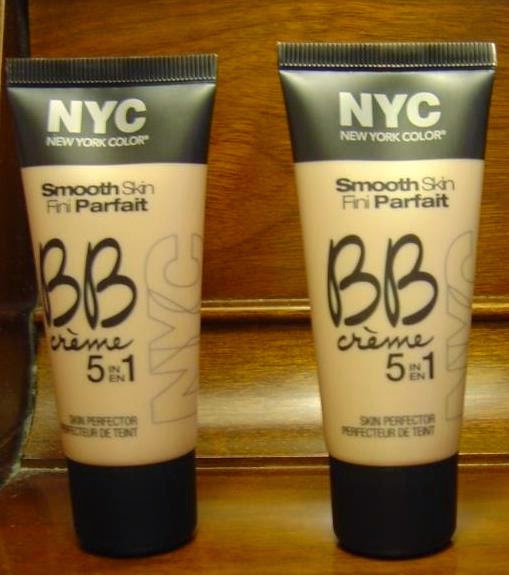 NYC
NEW YORK COLOR®
Smooth Skin
Fini Parfait
BB
crème
5 IN EN 1
NYC
SKIN PERFECTOR
PERFECTEUR DE TEINT
NYC
NEW YORK COLOR®
Smooth Skin
Fini Parfait
BB
crème
5 IN EN 1
NYC
SKIN PERFECTOR
PERFECTEUR DE TEINT